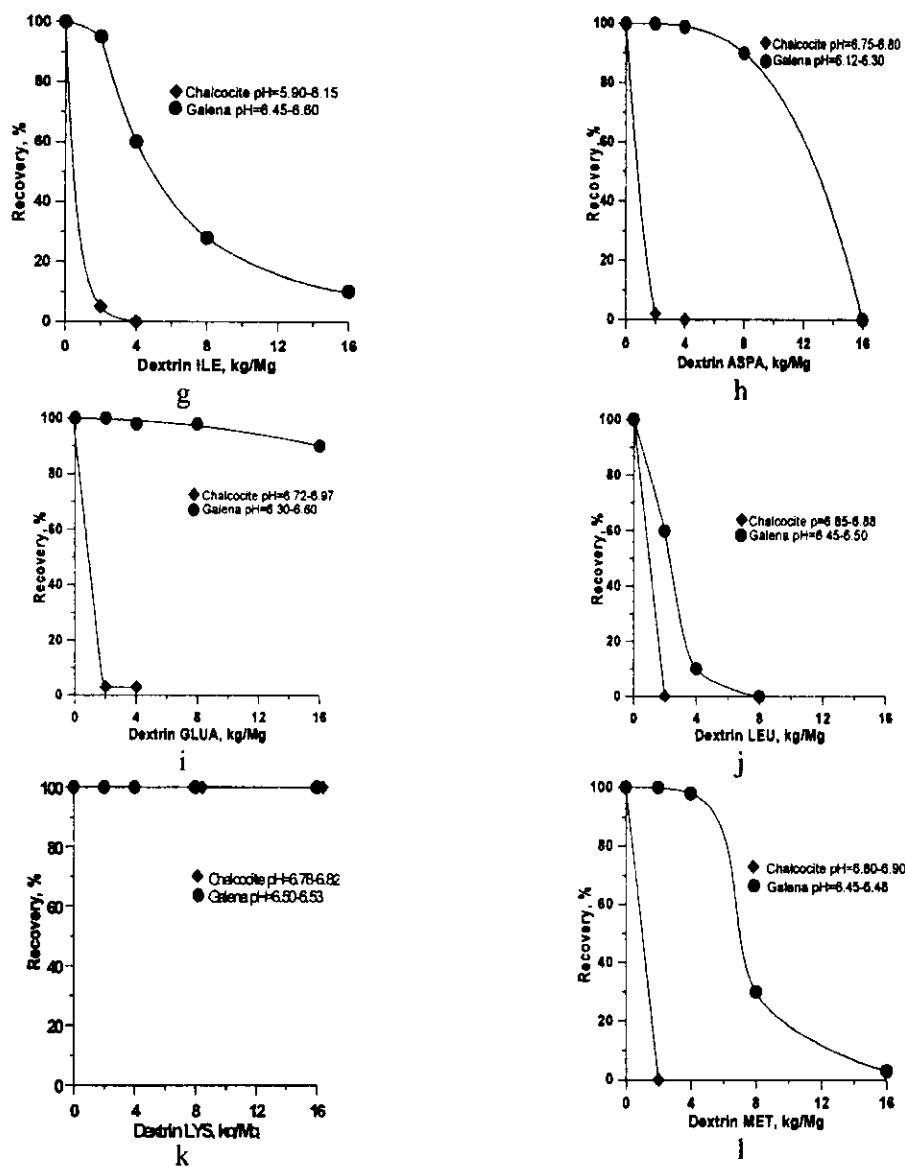 100
80
60
40
20
0
Recovery, %
◆ Chalcocite pH=5.90-6.15
● Galena pH=6.45-6.60
0 4 8 12 16
Dextrin ILE, kg/Mg
g
100
80
60
40
20
0
Recovery, %
◆ Chalcocite pH=6.75-6.80
● Galena pH=6.12-6.30
0 4 8 12 16
Dextrin ASPA, kg/Mg
h
100
80
60
40
20
0
Recovery, %
◆ Chalcocite pH=6.72-6.97
● Galena pH=6.30-6.60
0 4 8 12 16
Dextrin GLUA, kg/Mg
i
100
80
60
40
20
0
Recovery, %
◆ Chalcocite p=6.85-6.88
● Galena pH=6.45-6.50
0 4 8 12 16
Dextrin LEU, kg/Mg
j
100
80
60
40
20
0
Recovery, %
◆ Chalcocite pH=6.78-6.82
● Galena pH=6.50-6.53
0 4 8 12 16
Dextrin LYS, kg/Mg
k
100
80
60
40
20
0
Recovery, %
◆ Chalcocite pH=6.80-6.90
● Galena pH=6.45-6.48
0 4 8 12 16
Dextrin MET, kg/Mg
l